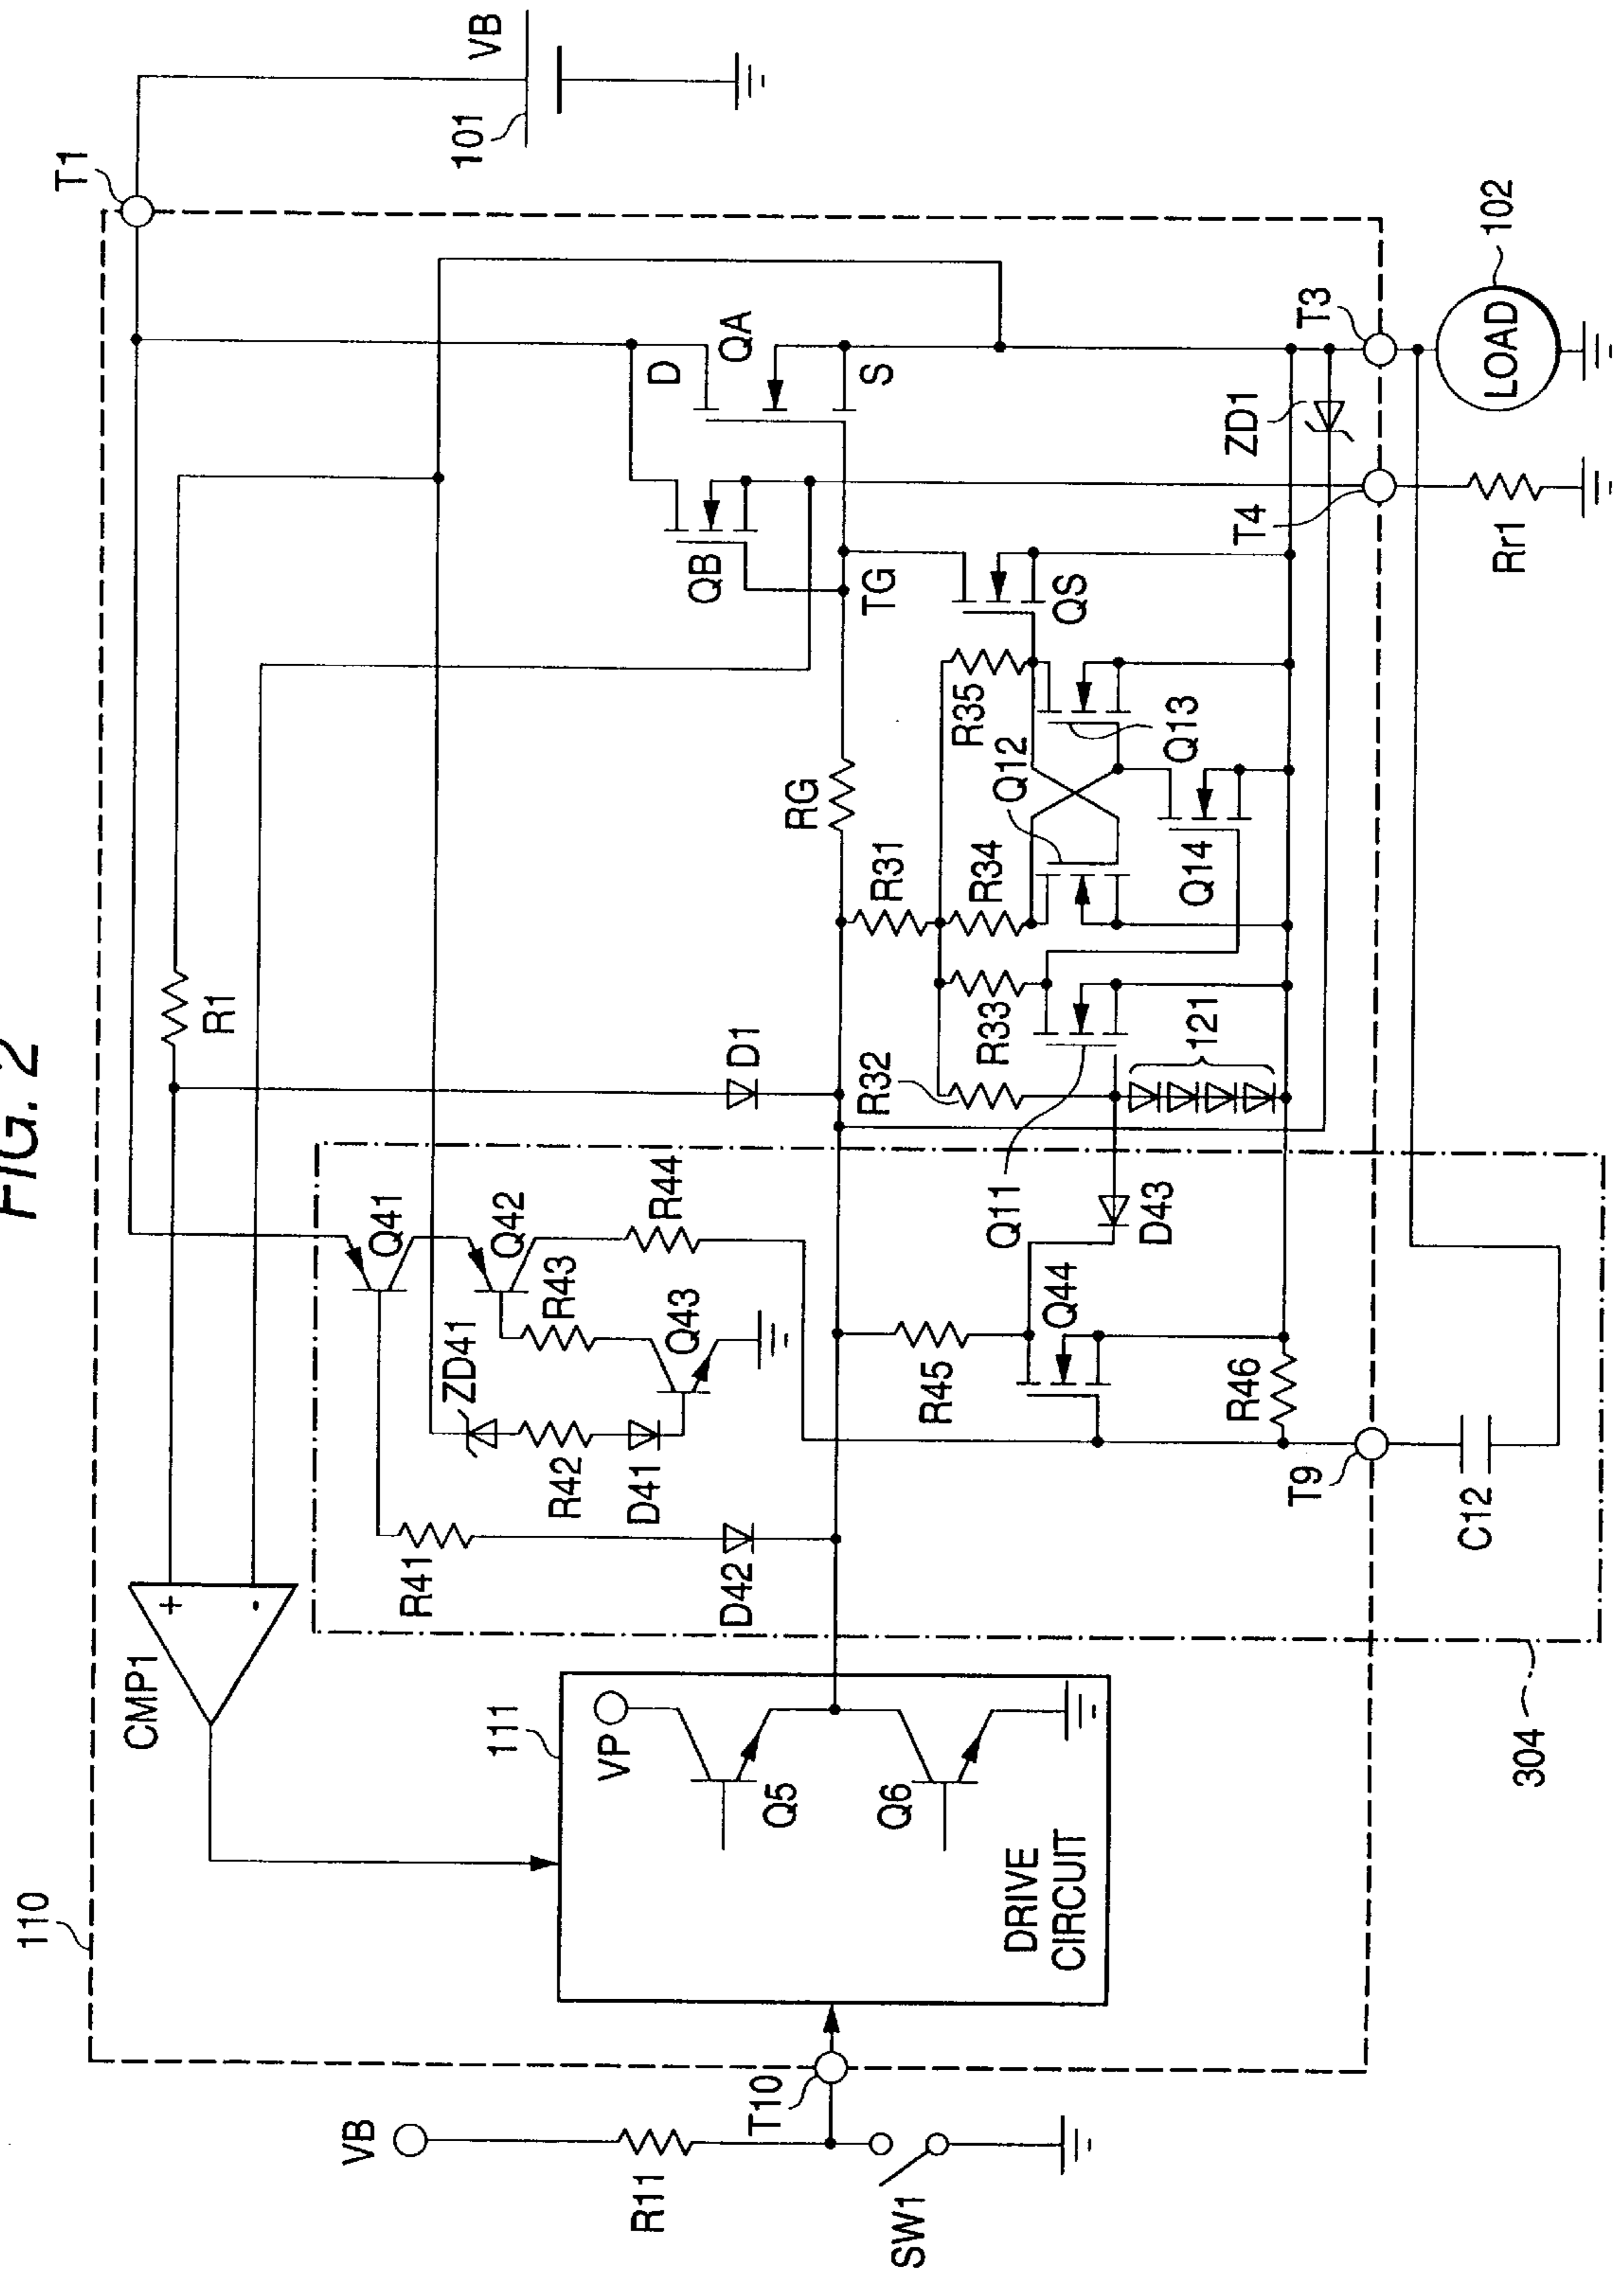 FIG. 2
110
T1
VB
101
CMP1
+
-
R1
D
QA
S
QB
TG
T3
102
LOAD
ZD1
T4
Rr1
QS
RG
D1
R31
R32
R33
R34
R35
Q11
Q12
Q13
Q14
121
Q41
Q42
R44
R43
Q43
ZD41
R42
D41
R41
D42
R45
Q44
D43
R46
T9
C12
304
111
VP
Q5
Q6
DRIVE
CIRCUIT
T10
VB
R11
SW1